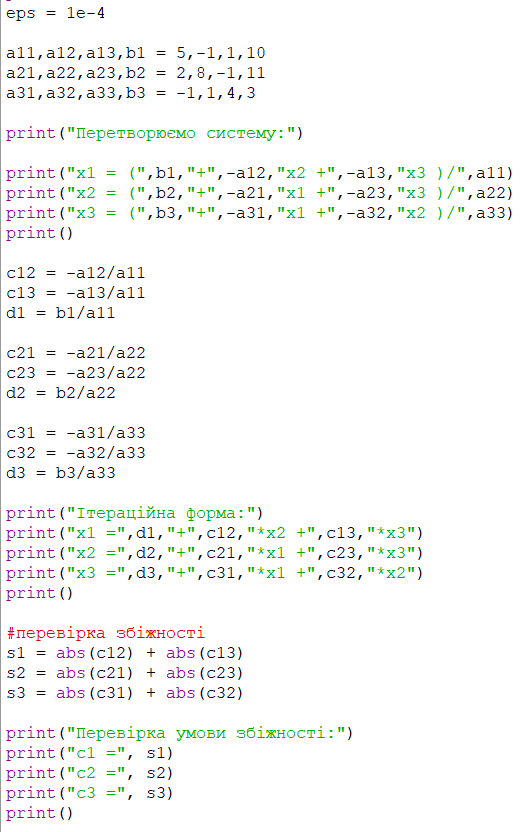 eps = 1e-4
a11,a12,a13,b1 = 5,-1,1,10
a21,a22,a23,b2 = 2,8,-1,11
a31,a32,a33,b3 = -1,1,4,3
print("Перетворюємо систему:")
print("x1 = (",b1,"+",-a12,"x2 +",-a13,"x3 )/",a11)
print("x2 = (",b2,"+",-a21,"x1 +",-a23,"x3 )/",a22)
print("x3 = (",b3,"+",-a31,"x1 +",-a32,"x2 )/",a33)
print()
c12 = -a12/a11
c13 = -a13/a11
d1 = b1/a11
c21 = -a21/a22
c23 = -a23/a22
d2 = b2/a22
c31 = -a31/a33
c32 = -a32/a33
d3 = b3/a33
print("Ітераційна форма:")
print("x1 =",d1,"+",c12,"*x2 +",c13,"*x3")
print("x2 =",d2,"+",c21,"*x1 +",c23,"*x3")
print("x3 =",d3,"+",c31,"*x1 +",c32,"*x2")
print()
#перевірка збіжності
s1 = abs(c12) + abs(c13)
s2 = abs(c21) + abs(c23)
s3 = abs(c31) + abs(c32)
print("Перевірка умови збіжності:")
print("c1 =", s1)
print("c2 =", s2)
print("c3 =", s3)
print()